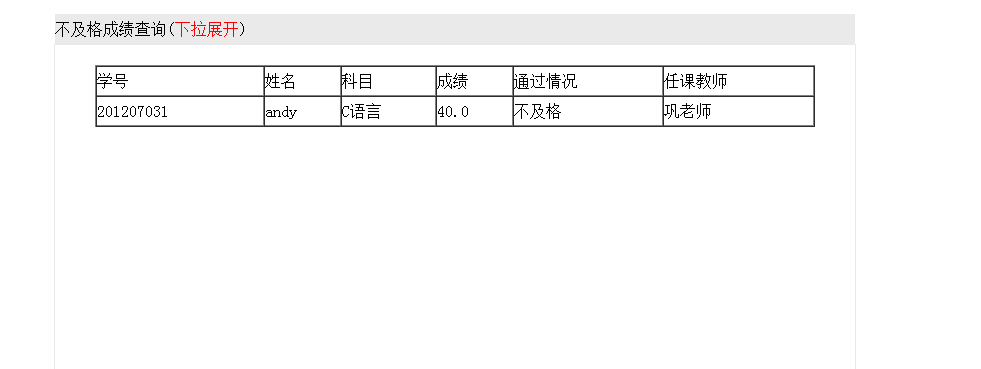 不及格成绩查询(下拉展开)
学号 姓名 科目 成绩 通过情况 任课教师
201207031 andy C语言 40.0 不及格 巩老师